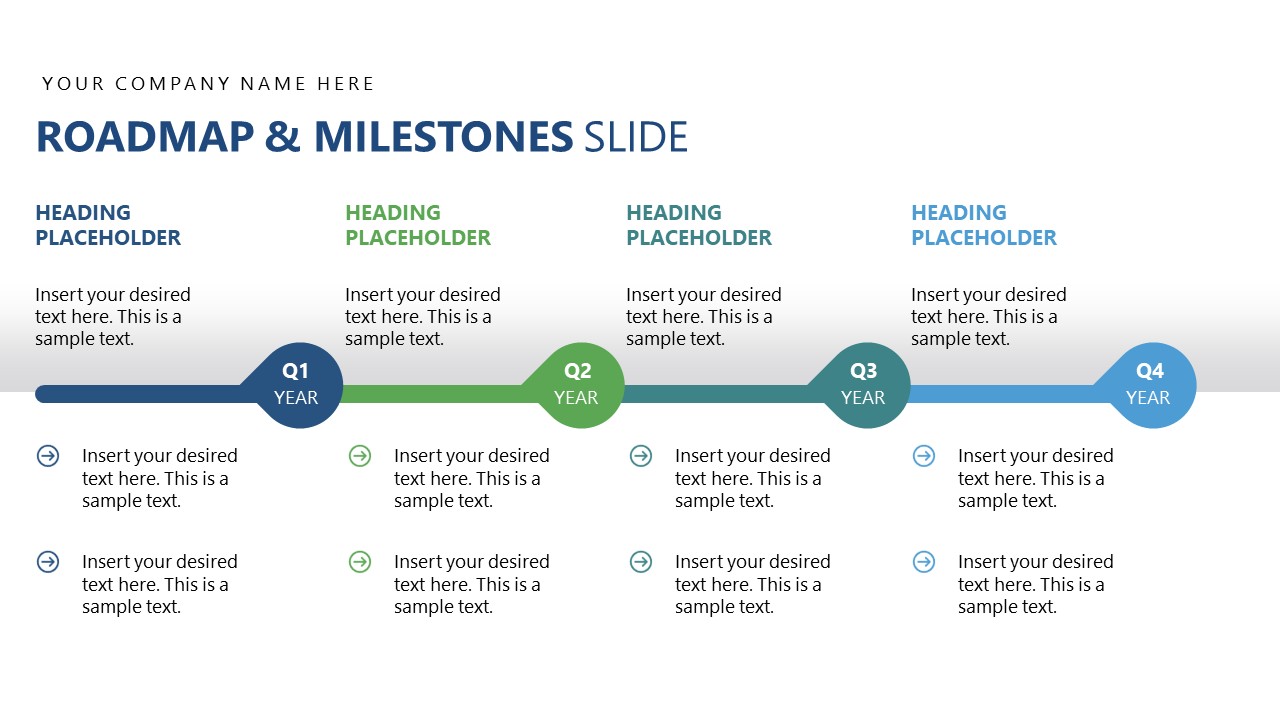 YOUR COMPANY NAME HERE
ROADMAP & MILESTONES SLIDE
HEADING
PLACEHOLDER
Insert your desired
text here. This is a
sample text.
Q1
YEAR
Insert your desired
text here. This is a
sample text.
Insert your desired
text here. This is a
sample text.
HEADING
PLACEHOLDER
Insert your desired
text here. This is a
sample text.
Q2
YEAR
Insert your desired
text here. This is a
sample text.
Insert your desired
text here. This is a
sample text.
HEADING
PLACEHOLDER
Insert your desired
text here. This is a
sample text.
Q3
YEAR
Insert your desired
text here. This is a
sample text.
Insert your desired
text here. This is a
sample text.
HEADING
PLACEHOLDER
Insert your desired
text here. This is a
sample text.
Q4
YEAR
Insert your desired
text here. This is a
sample text.
Insert your desired
text here. This is a
sample text.